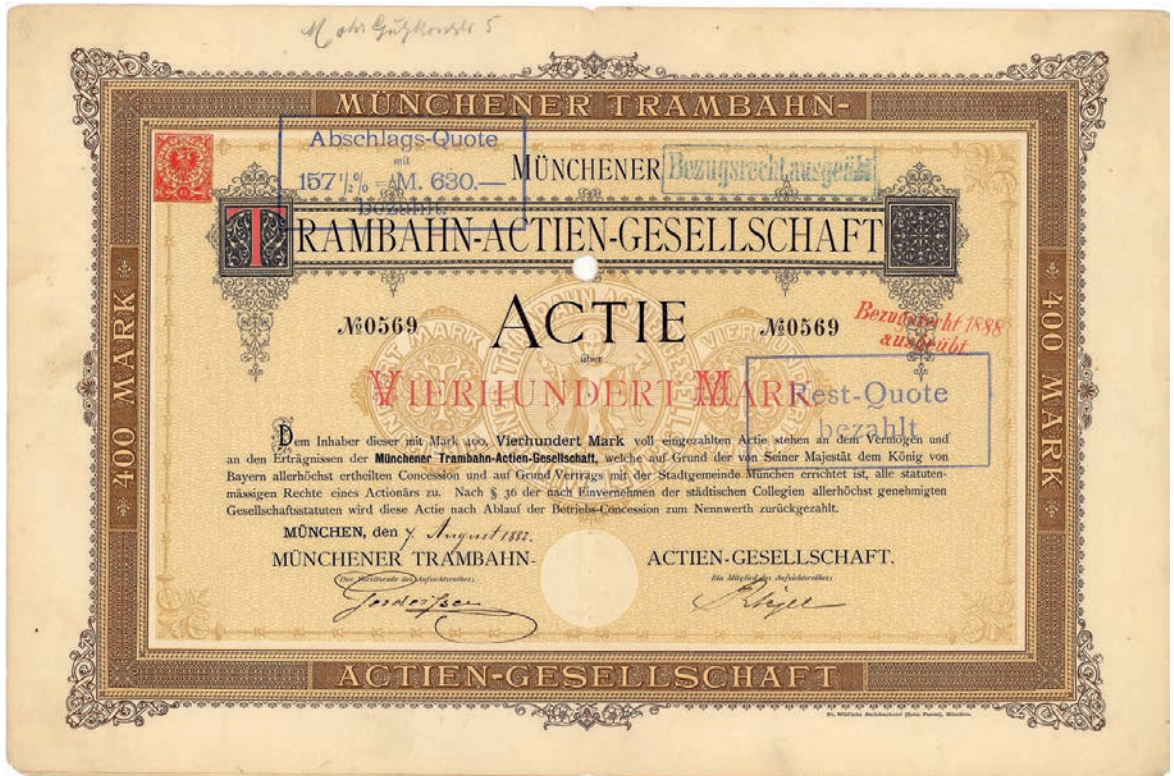 5
MÜNCHENER TRAMBAHN-
Abschlags-Quote
mit
157 1/2 % = M. 630.—
bezahlt.
MÜNCHENER
Bezugsrecht ausgeübt
TRAMBAHN-ACTIEN-GESELLSCHAFT
ACTIE
№0569
№0569
Bezugsrecht 1888
ausgeübt
über
VIERHUNDERT MARK.
Rest-Quote
bezahlt
400 MARK
400 MARK
Dem Inhaber dieser mit Mark 400, Vierhundert Mark voll eingezahlten Actie stehen an dem Vermögen und
an den Erträgnissen der Münchener Trambahn-Actien-Gesellschaft, welche auf Grund der von Seiner Majestät dem König von
Bayern allerhöchst ertheilten Concession und auf Grund Vertrags mit der Stadtgemeinde München errichtet ist, alle statuten-
mässigen Rechte eines Actionärs zu. Nach § 36 der nach Einvernehmen der städtischen Collegien allerhöchst genehmigten
Gesellschaftsstatuten wird diese Actie nach Ablauf der Betriebs-Concession zum Nennwerth zurückgezahlt.
MÜNCHEN, den 7. August 1882.
MÜNCHENER TRAMBAHN-
ACTIEN-GESELLSCHAFT.
Der Vorsitzende des Aufsichtsrathes:
Ein Mitglied des Aufsichtsrathes:
ACTIEN-GESELLSCHAFT